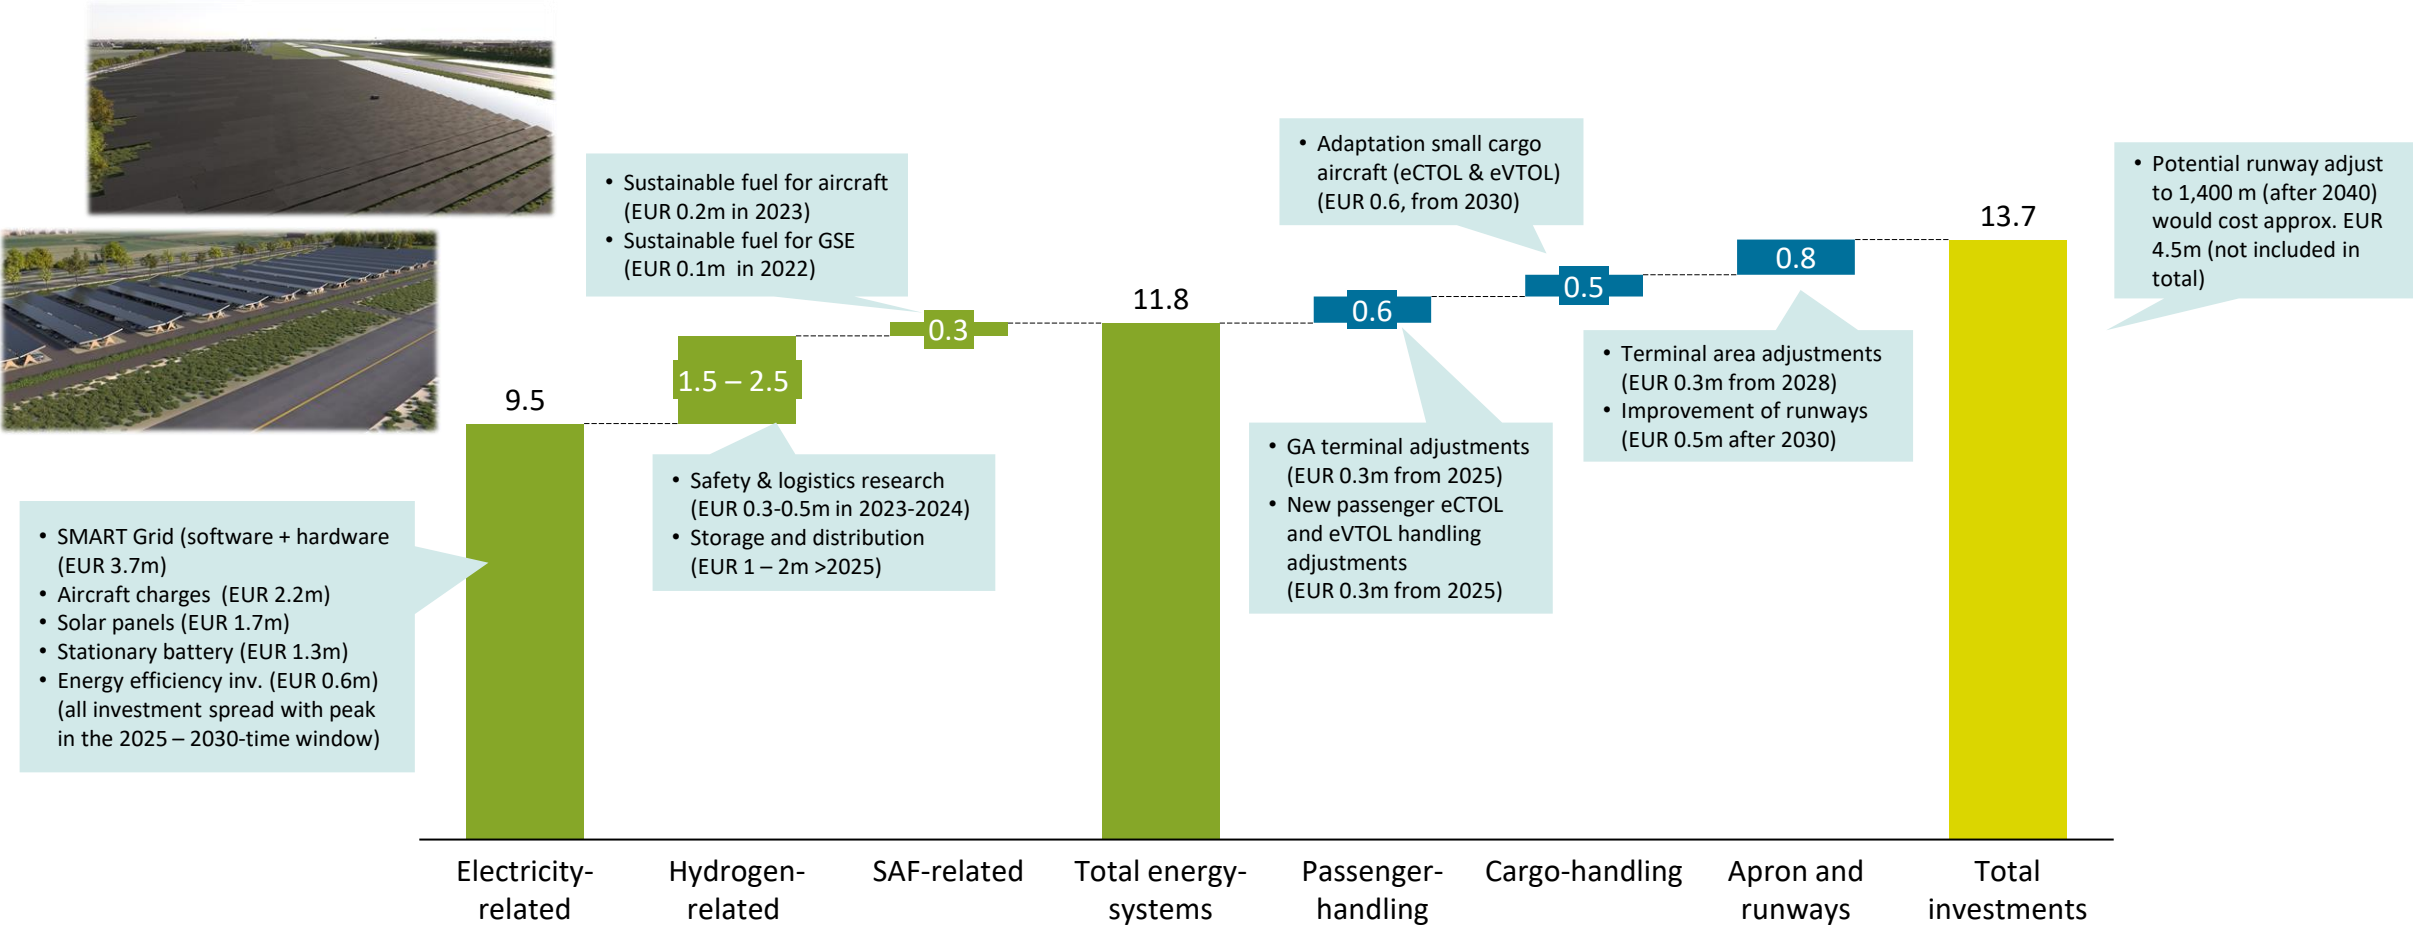 • Sustainable fuel for aircraft
(EUR 0.2m in 2023)
• Sustainable fuel for GSE
(EUR 0.1m  in 2022)
• Adaptation small cargo
aircraft (eCTOL & eVTOL)
(EUR 0.6, from 2030)
• Potential runway adjust
to 1,400 m (after 2040)
would cost approx. EUR
4.5m (not included in
total)
9.5
1.5 – 2.5
0.3
11.8
0.6
0.5
0.8
13.7
• SMART Grid (software + hardware
(EUR 3.7m)
• Aircraft charges  (EUR 2.2m)
• Solar panels (EUR 1.7m)
• Stationary battery (EUR 1.3m)
• Energy efficiency inv. (EUR 0.6m)
(all investment spread with peak
in the 2025 – 2030-time window)
• Safety & logistics research
(EUR 0.3-0.5m in 2023-2024)
• Storage and distribution
(EUR 1 – 2m >2025)
• GA terminal adjustments
(EUR 0.3m from 2025)
• New passenger eCTOL
and eVTOL handling
adjustments
(EUR 0.3m from 2025)
• Terminal area adjustments
(EUR 0.3m from 2028)
• Improvement of runways
(EUR 0.5m after 2030)
Electricity-
related
Hydrogen-
related
SAF-related
Total energy-
systems
Passenger-
handling
Cargo-handling
Apron and
runways
Total
investments